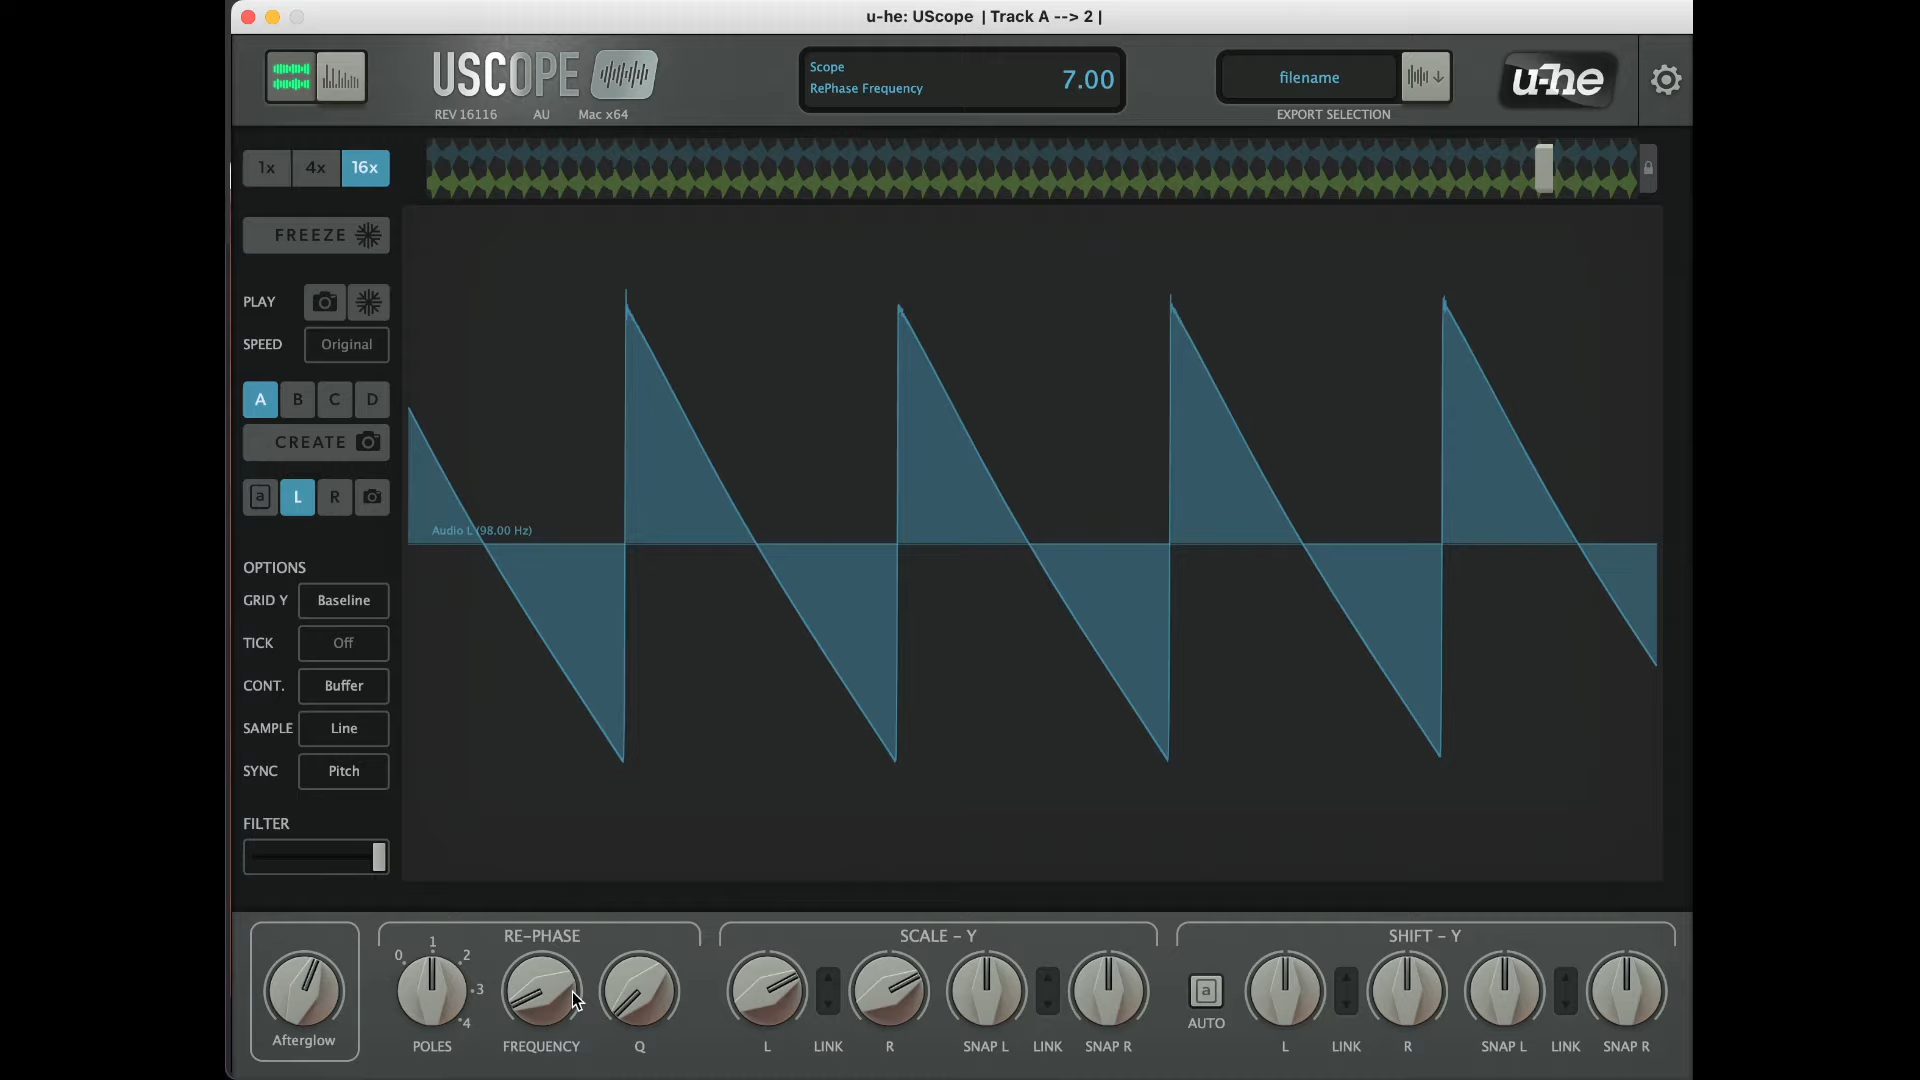 u-he: UScope | Track A --> 2 |
USCOPE
REV 16116 AU Mac x64
Scope
RePhase Frequency
7.00
filename
EXPORT SELECTION
u-he
1x 4x 16x
FREEZE
PLAY
SPEED Original
A B C D
CREATE
a L R
Audio L (98.00 Hz)
OPTIONS
GRID Y Baseline
TICK Off
CONT. Buffer
SAMPLE Line
SYNC Pitch
FILTER
Afterglow
RE-PHASE
0 1 2 3 4
POLES FREQUENCY Q
SCALE - Y
L LINK R SNAP L LINK SNAP R
SHIFT - Y
a
AUTO
L LINK R SNAP L LINK SNAP R